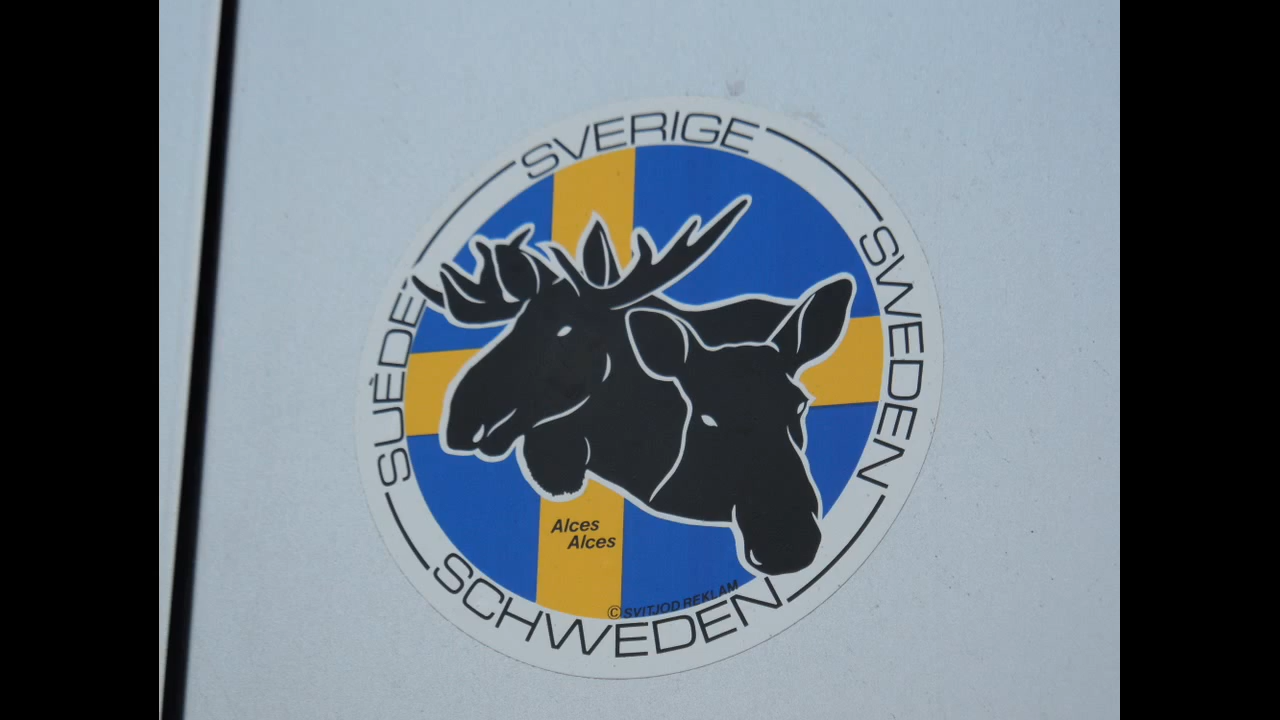 SVERIGE
SWEDEN
SCHWEDEN
SUÈDE
Alces
Alces
© SVITJOD REKLAM